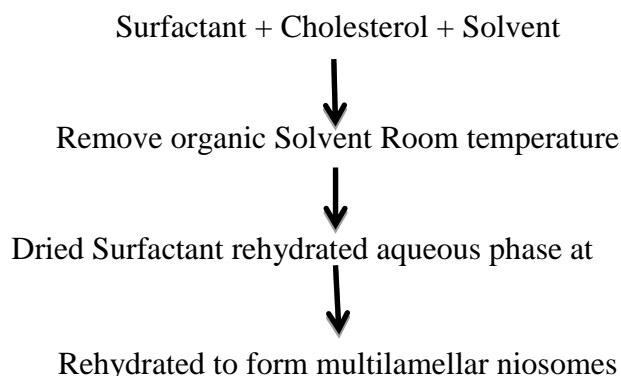 Surfactant + Cholesterol + Solvent
Remove organic Solvent Room temperature
Dried Surfactant rehydrated aqueous phase at
Rehydrated to form multilamellar niosomes